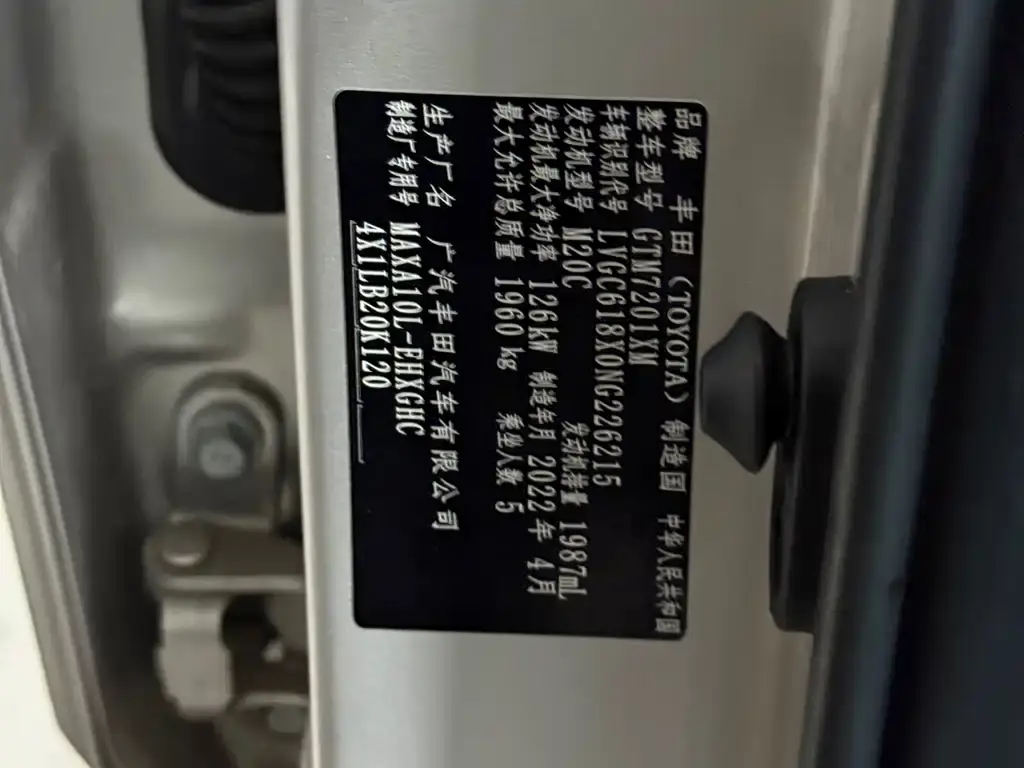 品牌 丰田（TOYOTA） 制造国 中华人民共和国
整车型号 GTM7201XM
车辆识别代号 LVGC618X0NG226215
发动机型号 M20C 发动机排量 1987mL
发动机最大净功率 126kW 制造年月 2022年 4月
最大允许总质量 1960 kg 乘坐人数 5
生产厂名 广汽丰田汽车有限公司
制造厂专用号 MAXA10L-EHXGHC
4X1LB20K120